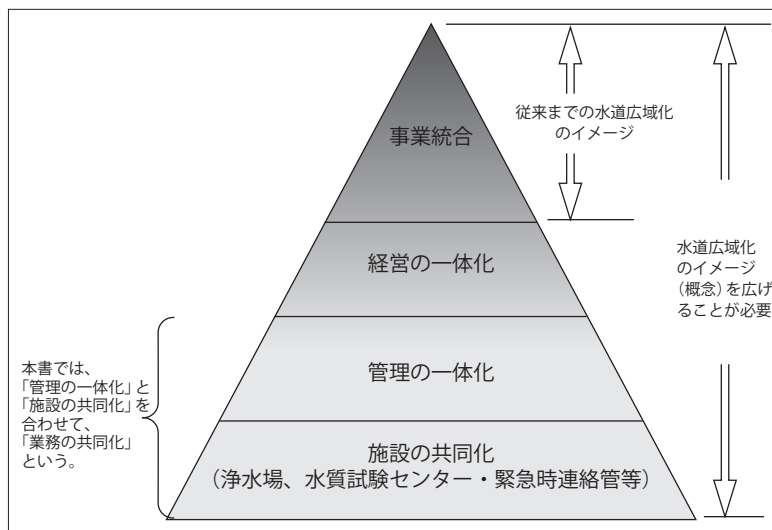 事業統合
従来までの水道広域化
のイメージ
経営の一体化
水道広域化
のイメージ
（概念）を広げ
ることが必要
管理の一体化
本書では、
「管理の一体化」と
「施設の共同化」を
合わせて、
「業務の共同化」
という。
施設の共同化
（浄水場、水質試験センター・緊急時連絡管等）